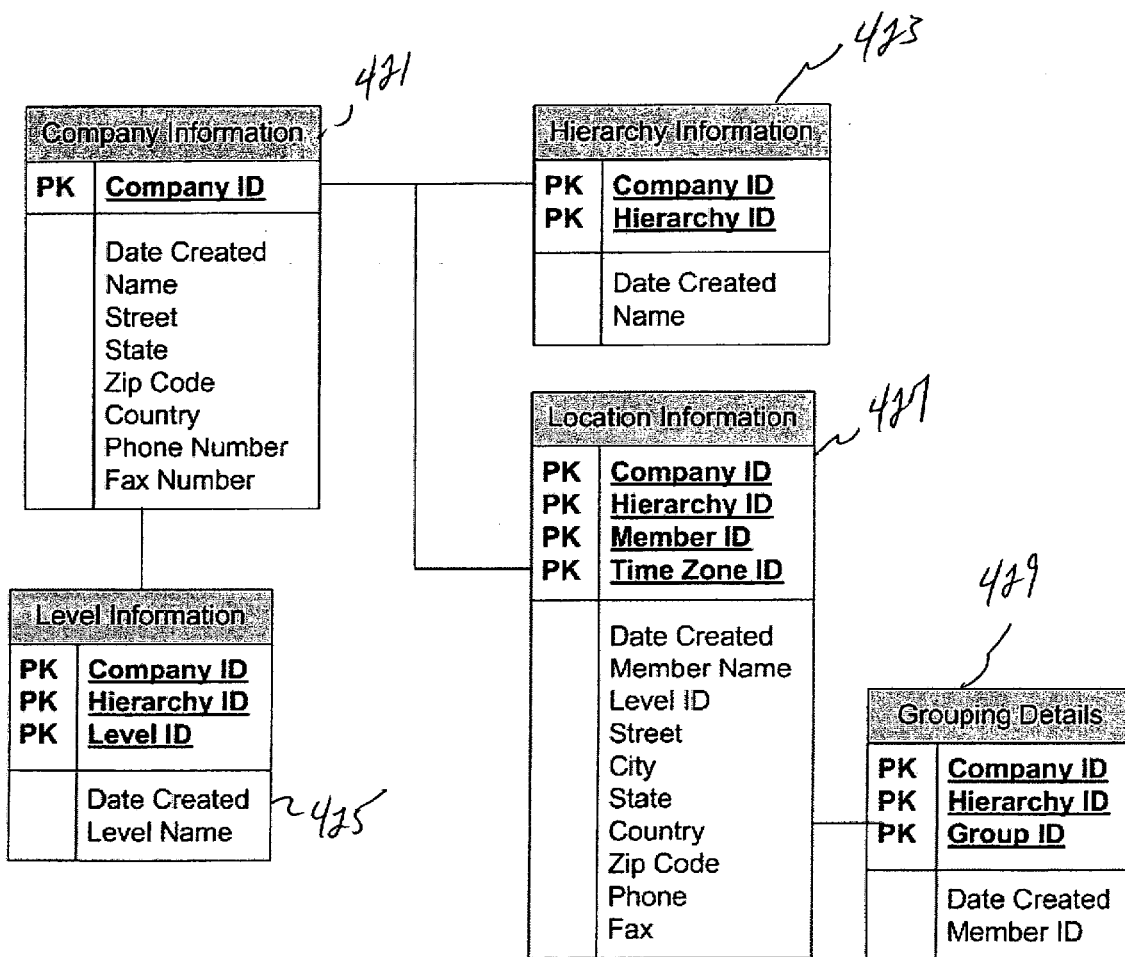 421
Company Information
PK Company ID
Date Created
Name
Street
State
Zip Code
Country
Phone Number
Fax Number
423
Hierarchy Information
PK Company ID
PK Hierarchy ID
Date Created
Name
Level Information
PK Company ID
PK Hierarchy ID
PK Level ID
Date Created
Level Name
425
427
Location Information
PK Company ID
PK Hierarchy ID
PK Member ID
PK Time Zone ID
Date Created
Member Name
Level ID
Street
City
State
Country
Zip Code
Phone
Fax
429
Grouping Details
PK Company ID
PK Hierarchy ID
PK Group ID
Date Created
Member ID